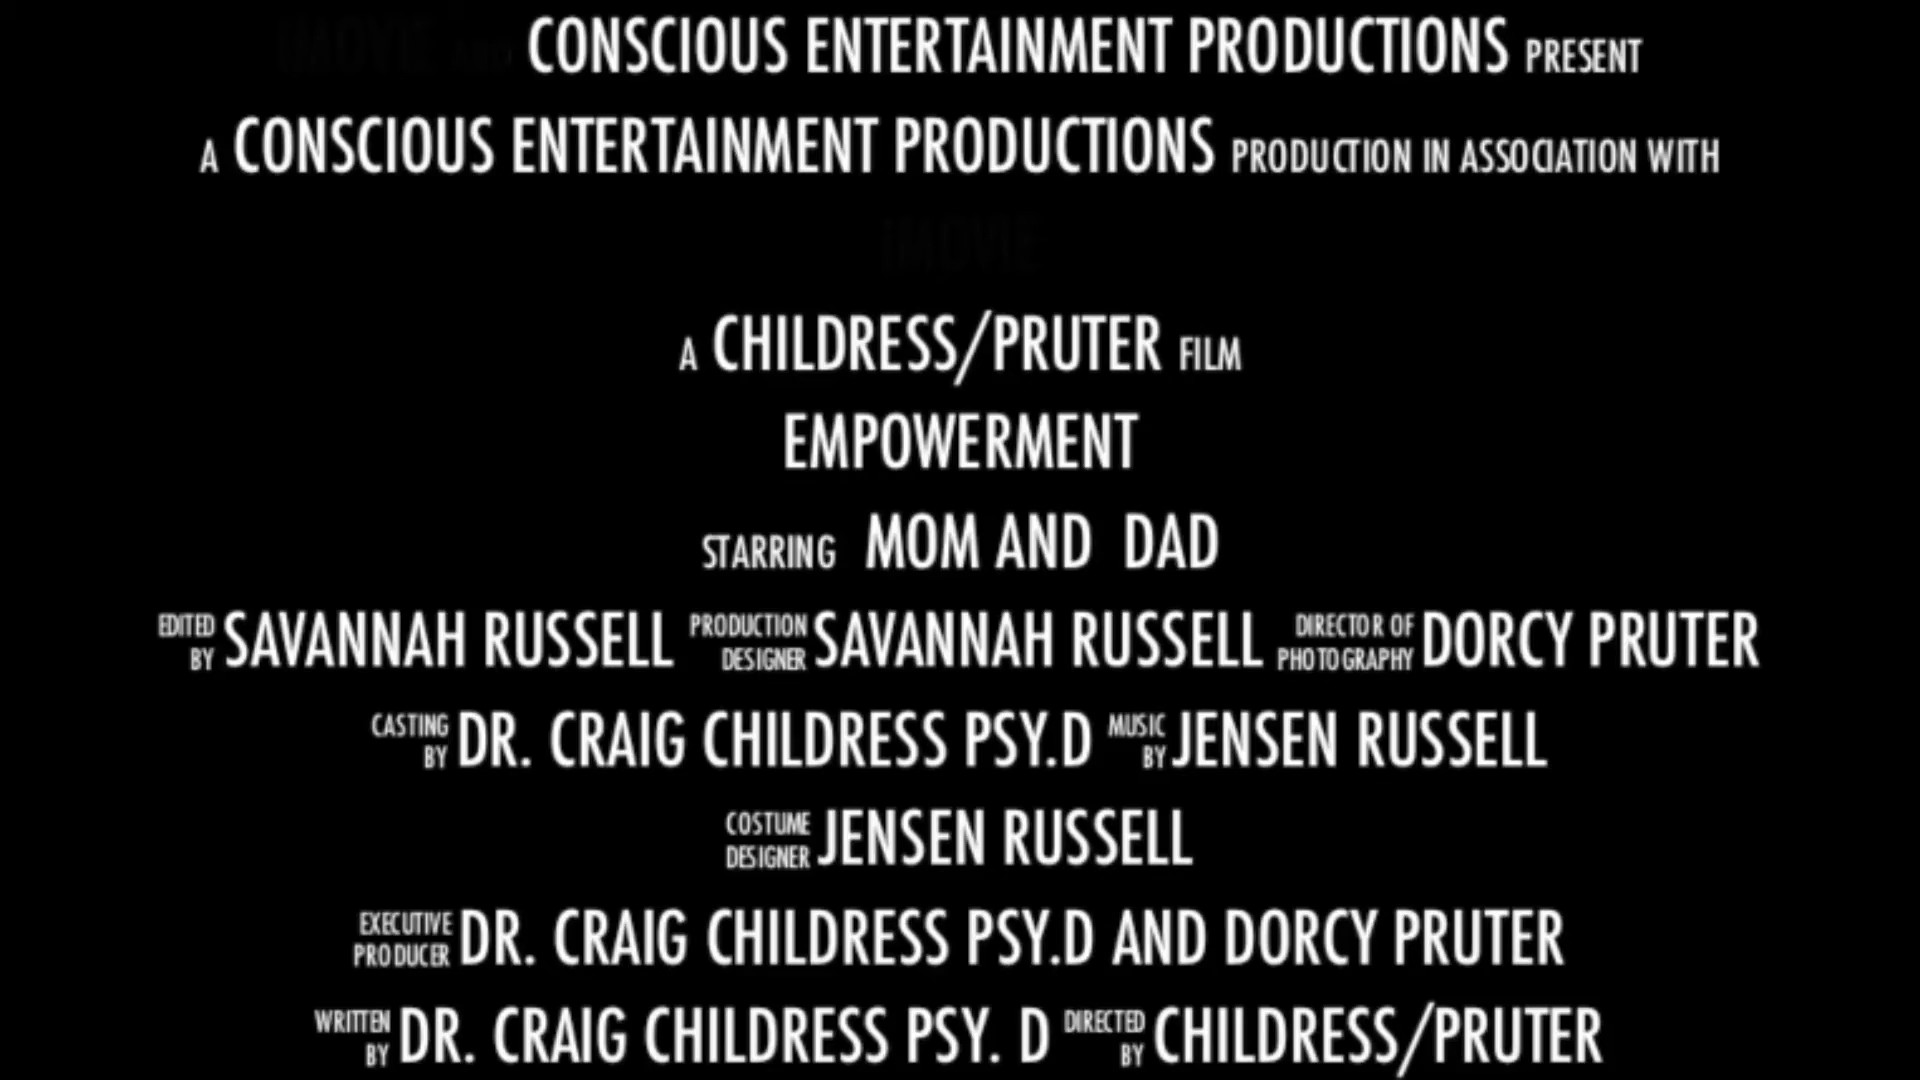 IMOVIE AND CONSCIOUS ENTERTAINMENT PRODUCTIONS PRESENT
A CONSCIOUS ENTERTAINMENT PRODUCTIONS PRODUCTION IN ASSOCIATION WITH
IMOVIE
A CHILDRESS/PRUTER FILM
EMPOWERMENT
STARRING MOM AND DAD
EDITED BY SAVANNAH RUSSELL PRODUCTION DESIGNER SAVANNAH RUSSELL DIRECTOR OF PHOTOGRAPHY DORCY PRUTER
CASTING BY DR. CRAIG CHILDRESS PSY.D MUSIC BY JENSEN RUSSELL
COSTUME DESIGNER JENSEN RUSSELL
EXECUTIVE PRODUCER DR. CRAIG CHILDRESS PSY.D AND DORCY PRUTER
WRITTEN BY DR. CRAIG CHILDRESS PSY. D DIRECTED BY CHILDRESS/PRUTER